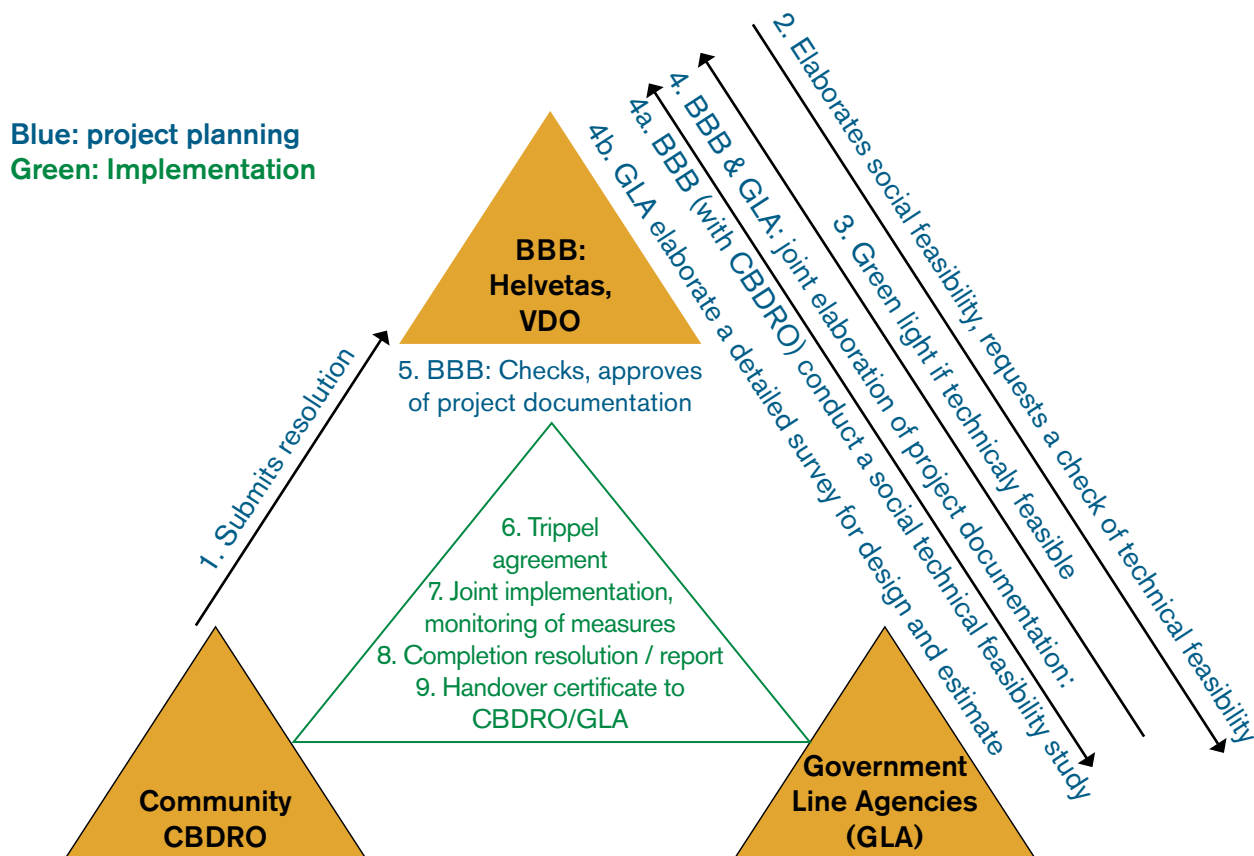 Blue: project planning
Green: Implementation
BBB:
Helvetas,
VDO
1. Submits resolution
2. Elaborates social feasibility, requests a check of technical feasibility
3. Green light if technicaly feasible
4. BBB & GLA: joint elaboration of project documentation:
4a. BBB (with CBDRO) conduct a social technical feasibility study
4b. GLA elaborate a detailed survey for design and estimate
5. BBB: Checks, approves
of project documentation
6. Trippel
agreement
7. Joint implementation,
monitoring of measures
8. Completion resolution / report
9. Handover certificate to
CBDRO/GLA
Community
CBDRO
Government
Line Agencies
(GLA)